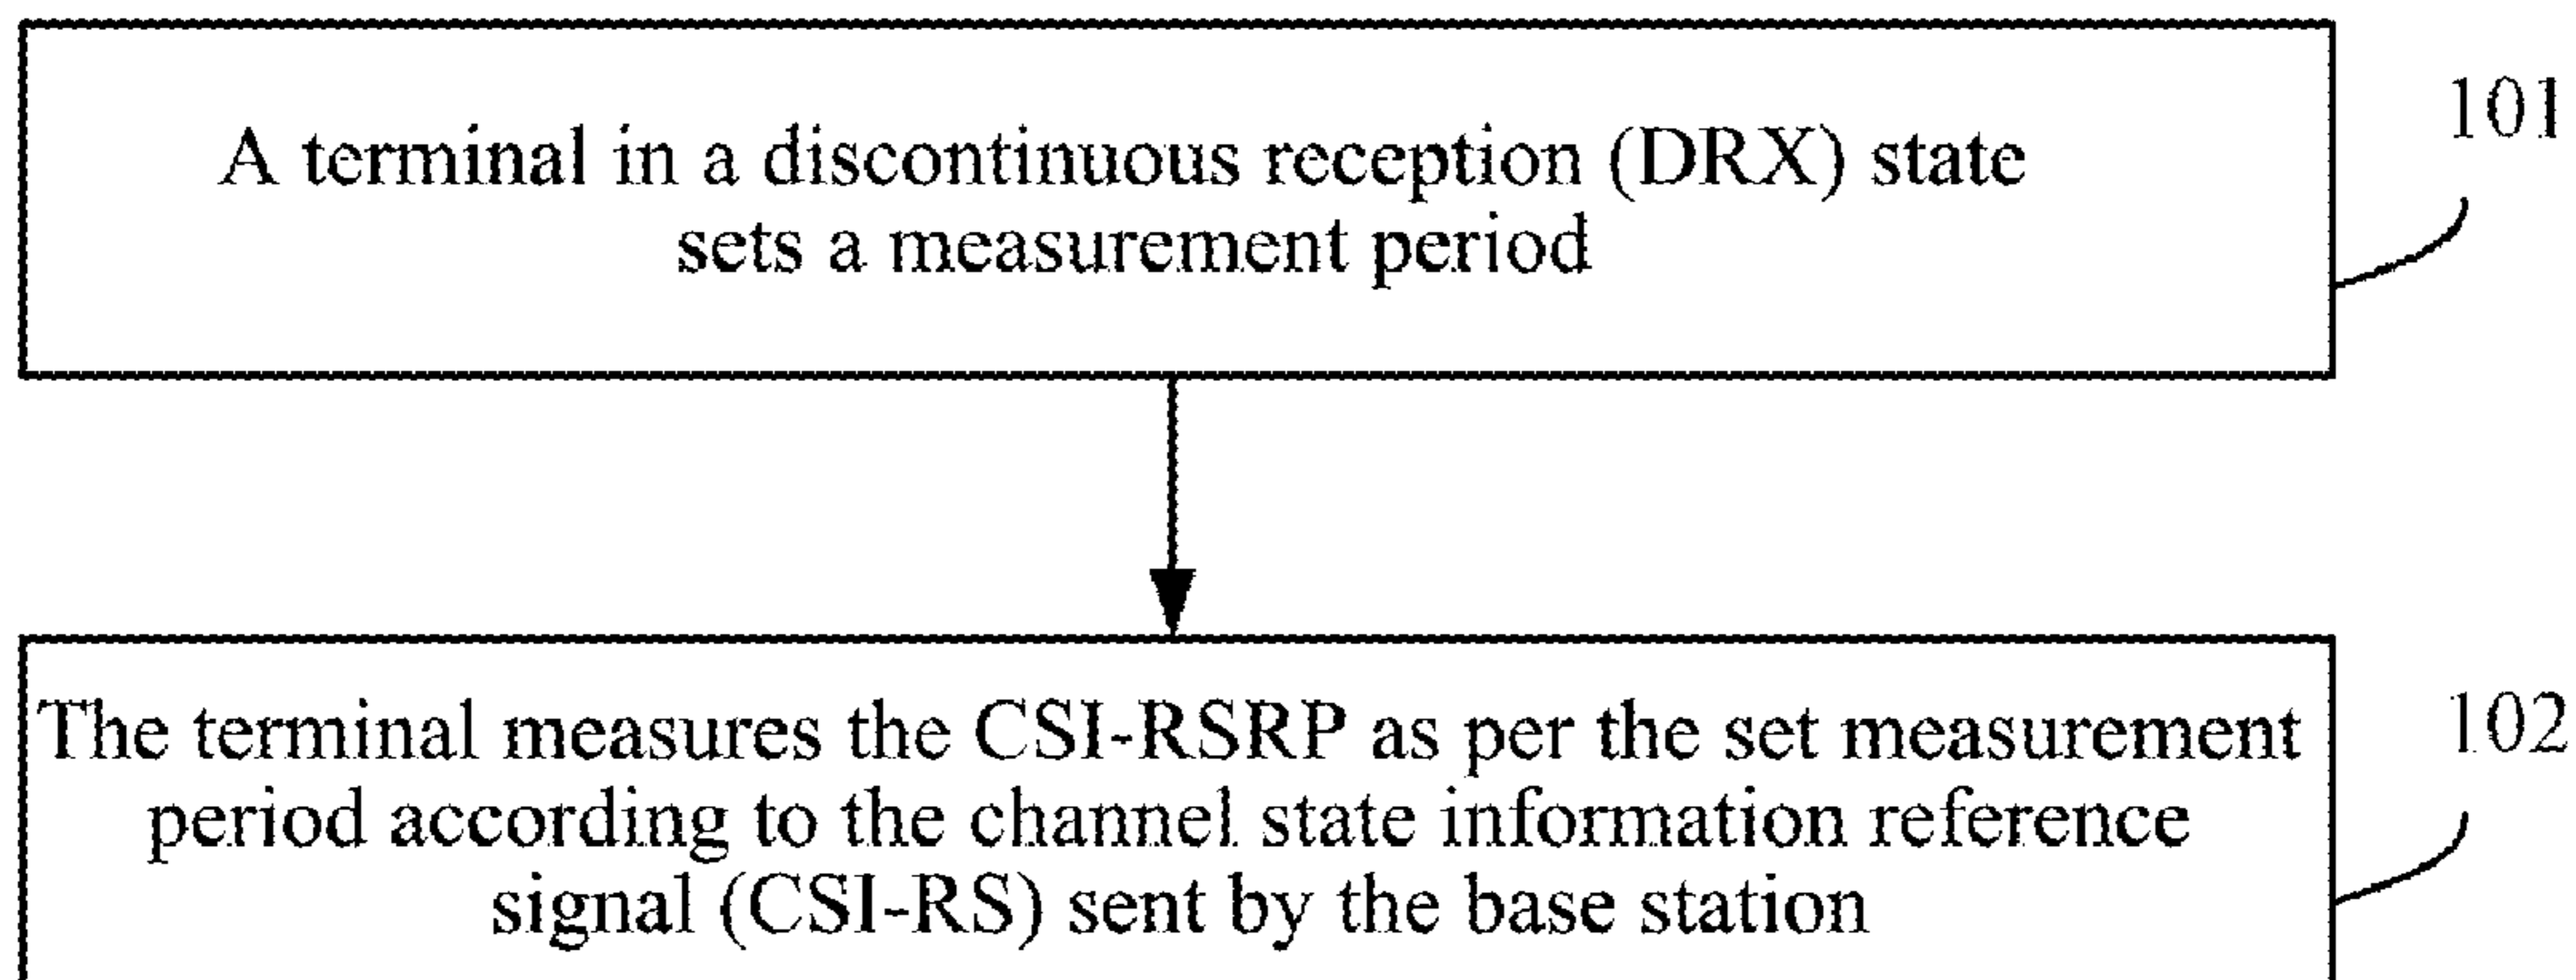 A terminal in a discontinuous reception (DRX) state
sets a measurement period
101
The terminal measures the CSI-RSRP as per the set measurement
period according to the channel state information reference
signal (CSI-RS) sent by the base station
102